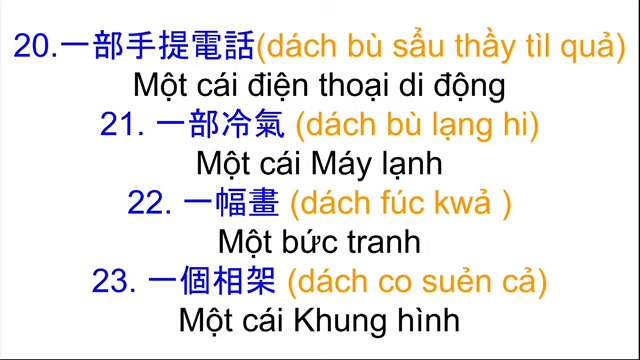 20.一部手提電話(dách bù sẩu thầy tìl quả)
Một cái điện thoại di động
21. 一部冷氣 (dách bù lạng hi)
Một cái Máy lạnh
22. 一幅畫 (dách fúc kwả )
Một bức tranh
23. 一個相架 (dách co suẻn cả)
Một cái Khung hình